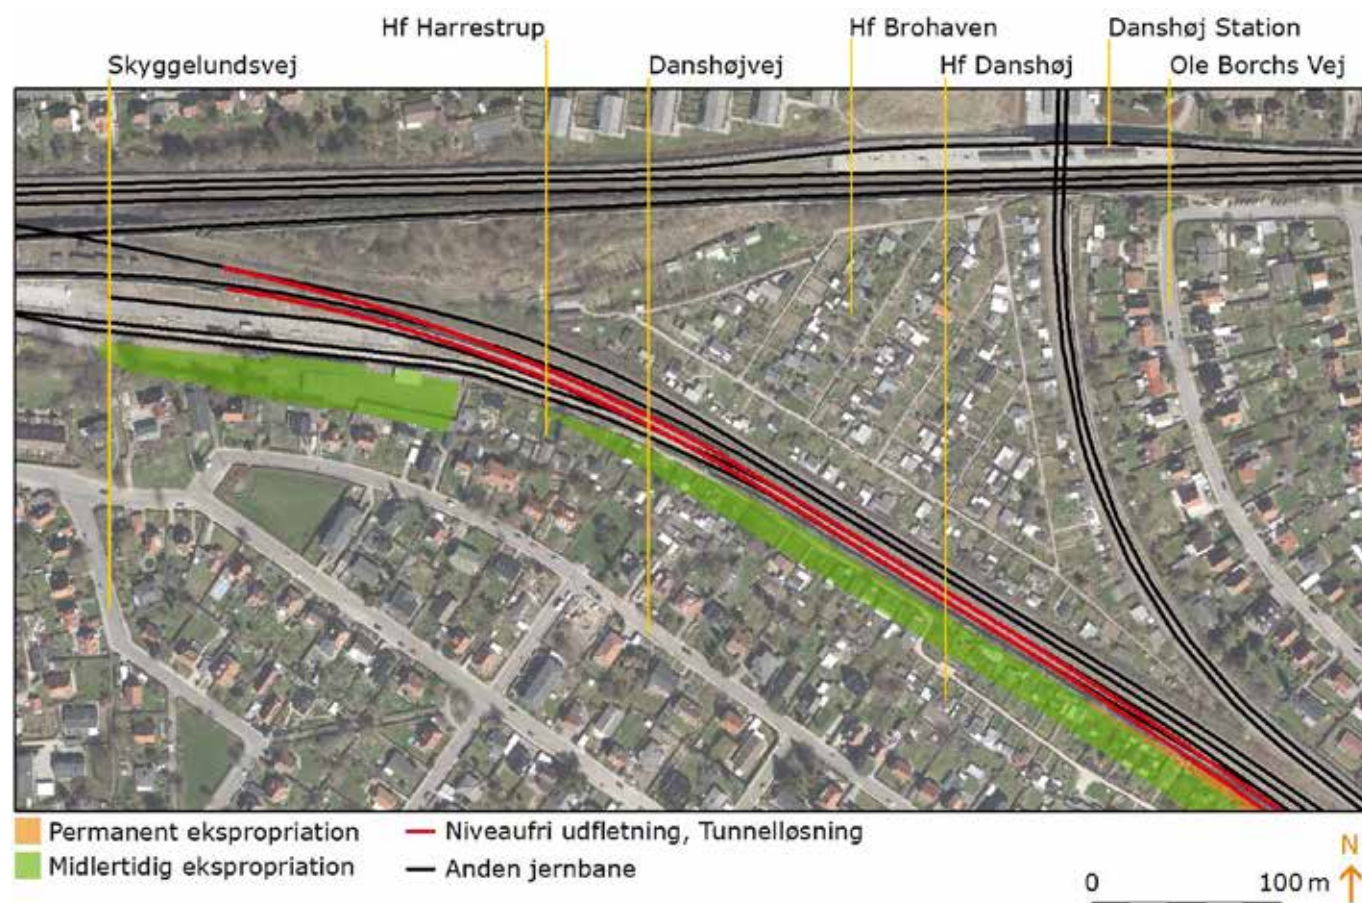 Hf Harrestrup
Hf Brohaven
Danshøj Station
Skyggelundsvej
Danshøjvej
Hf Danshøj
Ole Borchs Vej
Permanent ekspropriation
Niveaufri udfletning, Tunnelløsning
Midlertidig ekspropriation
Anden jernbane
N
0
100 m